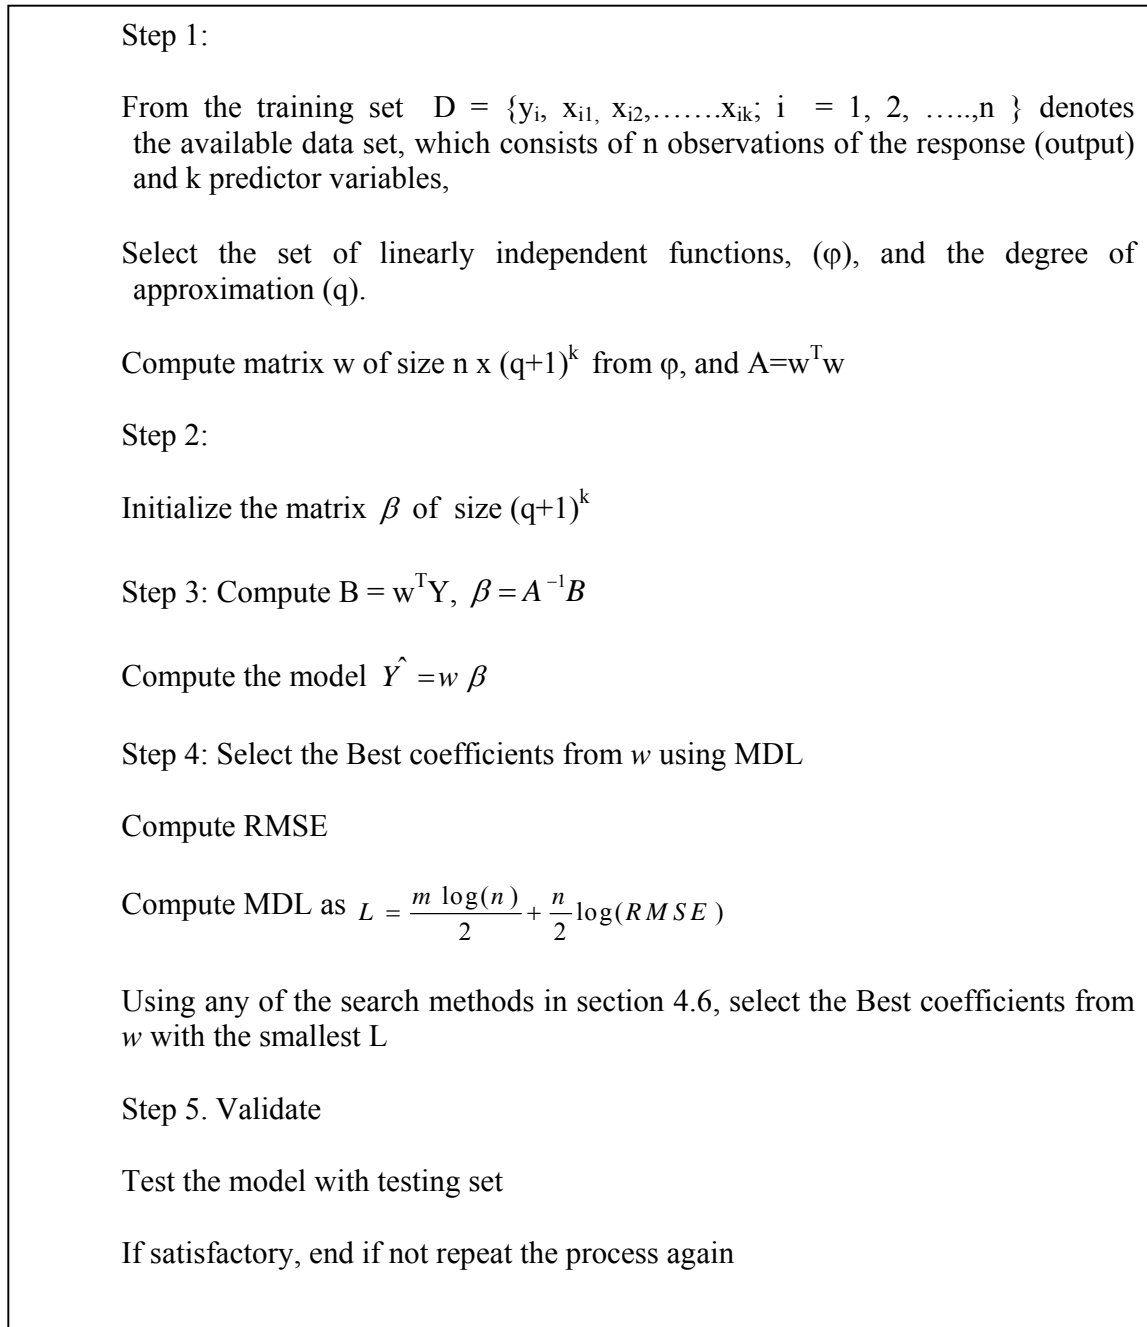 Step 1:
From the training set D = {yᵢ, xᵢ₁, xᵢ₂,…….xᵢₖ; i = 1, 2, …..,n } denotes
the available data set, which consists of n observations of the response (output)
and k predictor variables,
Select the set of linearly independent functions, (φ), and the degree of
approximation (q).
Compute matrix w of size n x (q+1)ᵏ from φ, and A=wᵀw
Step 2:
Initialize the matrix β of size (q+1)ᵏ
Step 3: Compute B = wᵀY, β = A⁻¹B
Compute the model Y^ = w β
Step 4: Select the Best coefficients from w using MDL
Compute RMSE
Compute MDL as L = m log(n)/2 + n/2 log(RMSE)
Using any of the search methods in section 4.6, select the Best coefficients from
w with the smallest L
Step 5. Validate
Test the model with testing set
If satisfactory, end if not repeat the process again